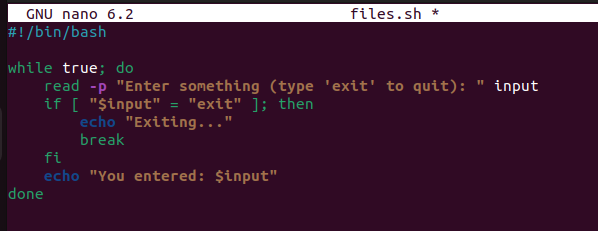 GNU nano 6.2 files.sh *
#!/bin/bash
while true; do
    read -p "Enter something (type 'exit' to quit): " input
    if [ "$input" = "exit" ]; then
        echo "Exiting..."
        break
    fi
    echo "You entered: $input"
done